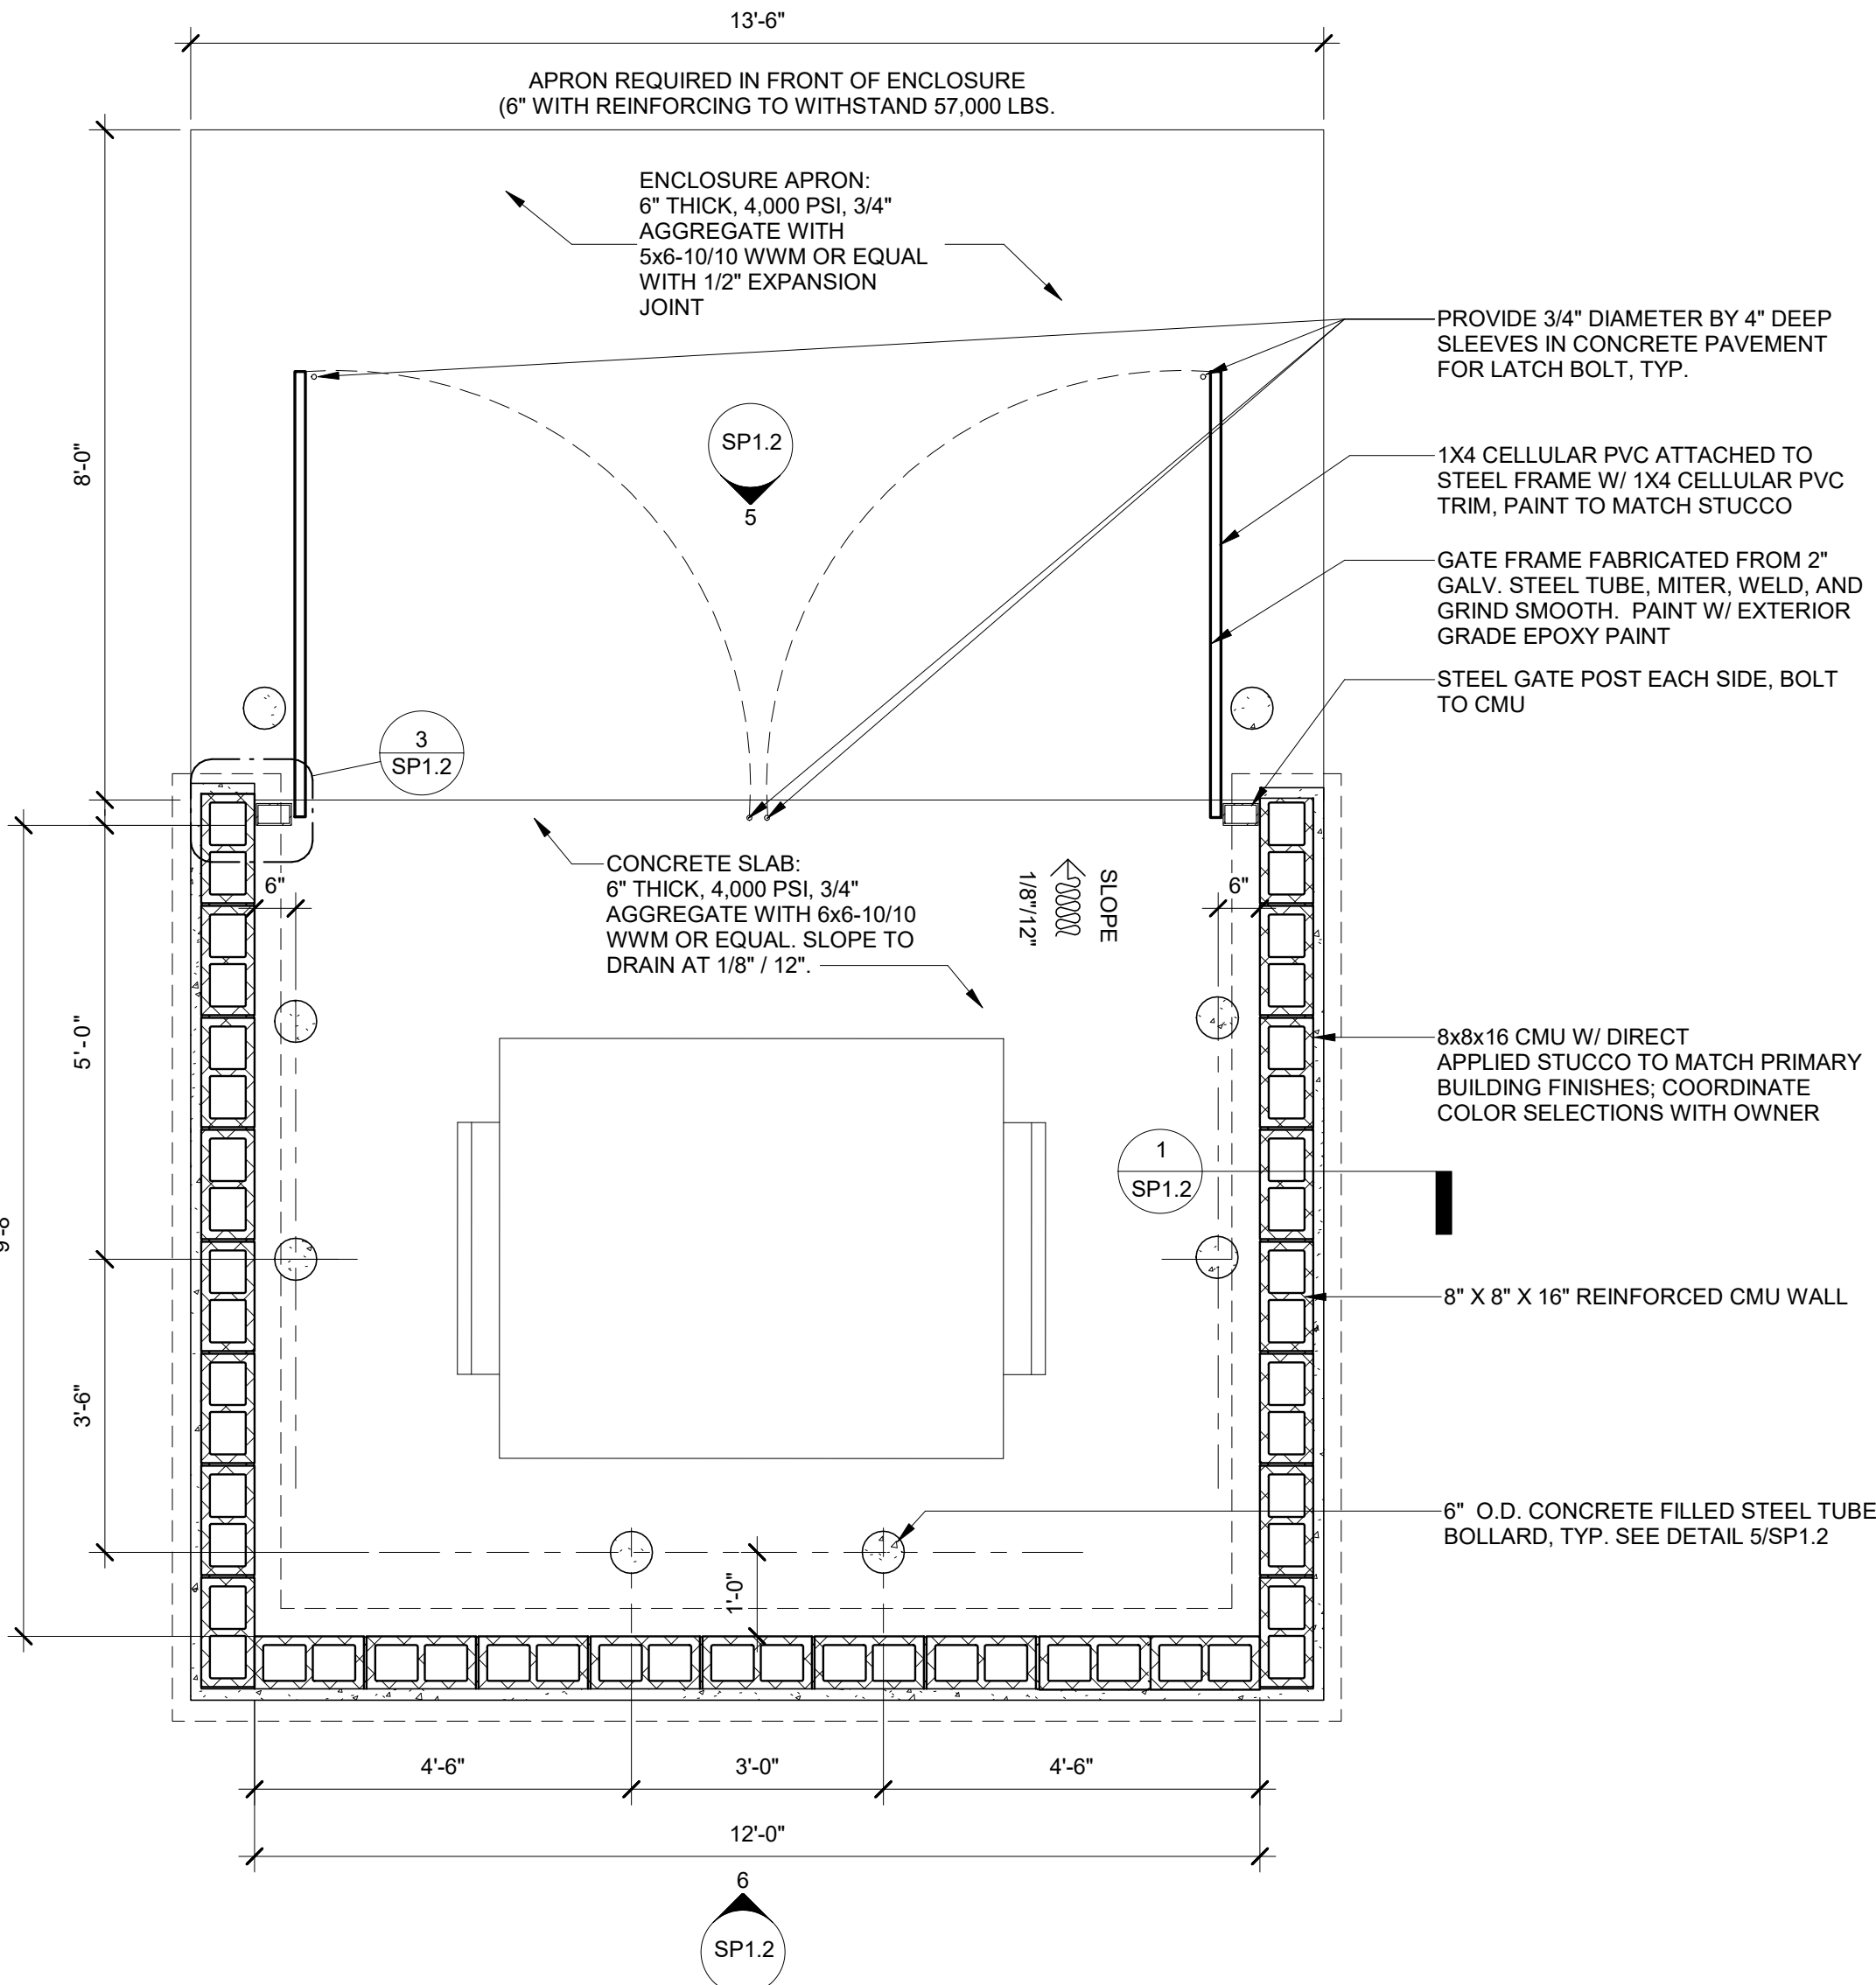 13'-6"
APRON REQUIRED IN FRONT OF ENCLOSURE
(6" WITH REINFORCING TO WITHSTAND 57,000 LBS.
ENCLOSURE APRON:
6" THICK, 4,000 PSI, 3/4"
AGGREGATE WITH
5x6-10/10 WWM OR EQUAL
WITH 1/2" EXPANSION
JOINT
PROVIDE 3/4" DIAMETER BY 4" DEEP
SLEEVES IN CONCRETE PAVEMENT
FOR LATCH BOLT, TYP.
8'-0"
SP1.2
5
1X4 CELLULAR PVC ATTACHED TO
STEEL FRAME W/ 1X4 CELLULAR PVC
TRIM, PAINT TO MATCH STUCCO
GATE FRAME FABRICATED FROM 2"
GALV. STEEL TUBE, MITER, WELD, AND
GRIND SMOOTH. PAINT W/ EXTERIOR
GRADE EPOXY PAINT
STEEL GATE POST EACH SIDE, BOLT
TO CMU
3
SP1.2
6"
CONCRETE SLAB:
6" THICK, 4,000 PSI, 3/4"
AGGREGATE WITH 6x6-10/10
WWM OR EQUAL. SLOPE TO
DRAIN AT 1/8" / 12".
SLOPE
1/8"/12"
6"
5'-0"
8x8x16 CMU W/ DIRECT
APPLIED STUCCO TO MATCH PRIMARY
BUILDING FINISHES; COORDINATE
COLOR SELECTIONS WITH OWNER
1
SP1.2
8" X 8" X 16" REINFORCED CMU WALL
3'-6"
6" O.D. CONCRETE FILLED STEEL TUBE
BOLLARD, TYP. SEE DETAIL 5/SP1.2
1'-0"
4'-6"
3'-0"
4'-6"
12'-0"
6
SP1.2